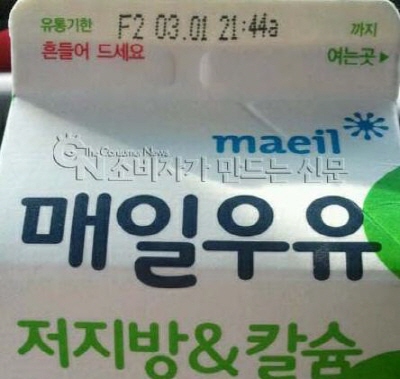 유통기한 F2 03.01 21:44a 까지
흔들어 드세요 여는곳▶
maeil
The Consumer News
소비자가 만드는 신문
매일우유
저지방&칼슘